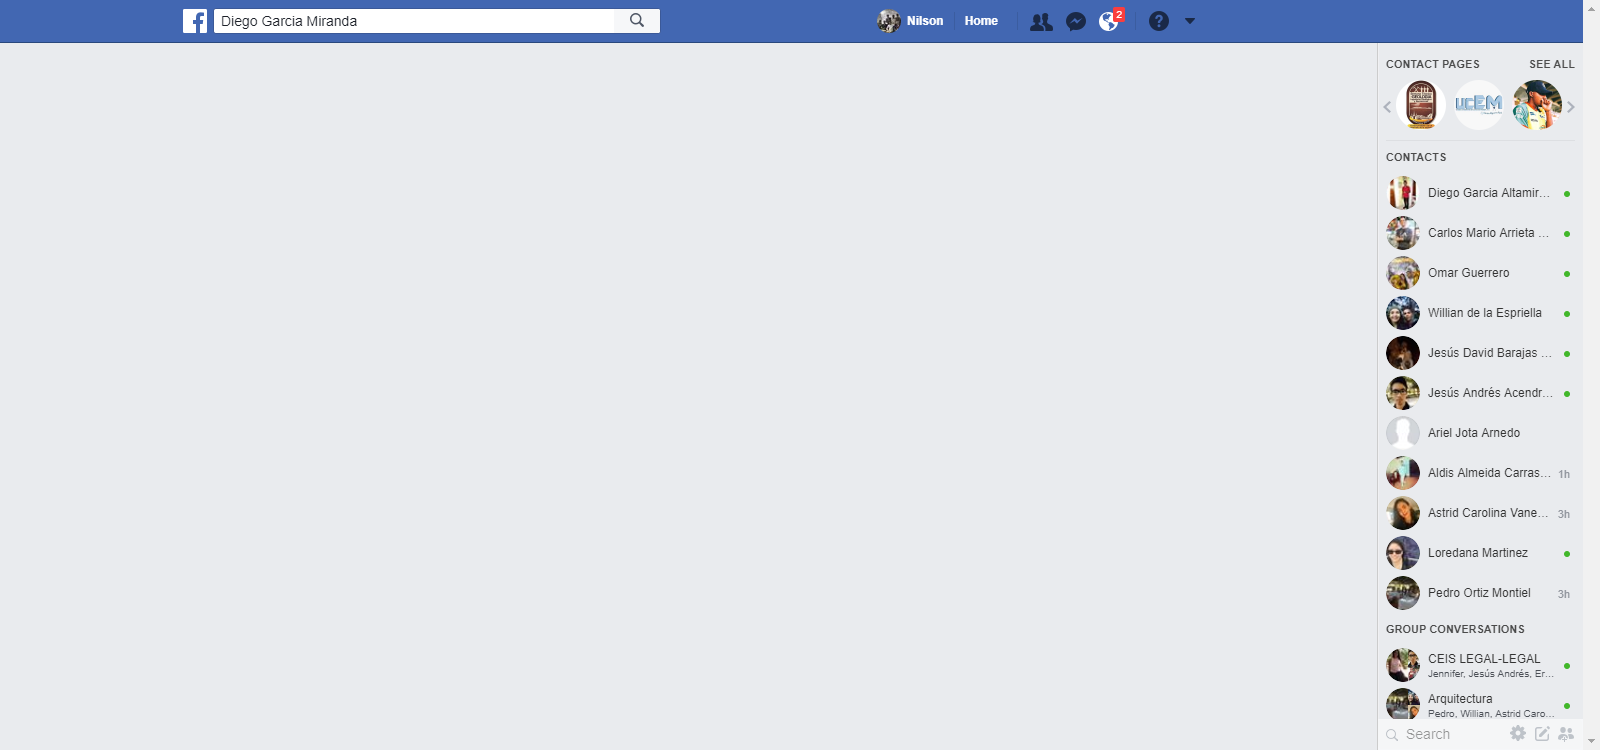 Diego Garcia Miranda
Nilson
Home
2
CONTACT PAGES
SEE ALL
UCEM
CONTACTS
Diego Garcia Altamir...
Carlos Mario Arrieta ...
Omar Guerrero
Willian de la Espriella
Jesús David Barajas ...
Jesús Andrés Acendr...
Ariel Jota Arnedo
Aldis Almeida Carras... 1h
Astrid Carolina Vane... 3h
Loredana Martinez
Pedro Ortiz Montiel 3h
GROUP CONVERSATIONS
CEIS LEGAL-LEGAL
Jennifer, Jesús Andrés, Er...
Arquitectura
Pedro, Willian, Astrid Caro...
Search